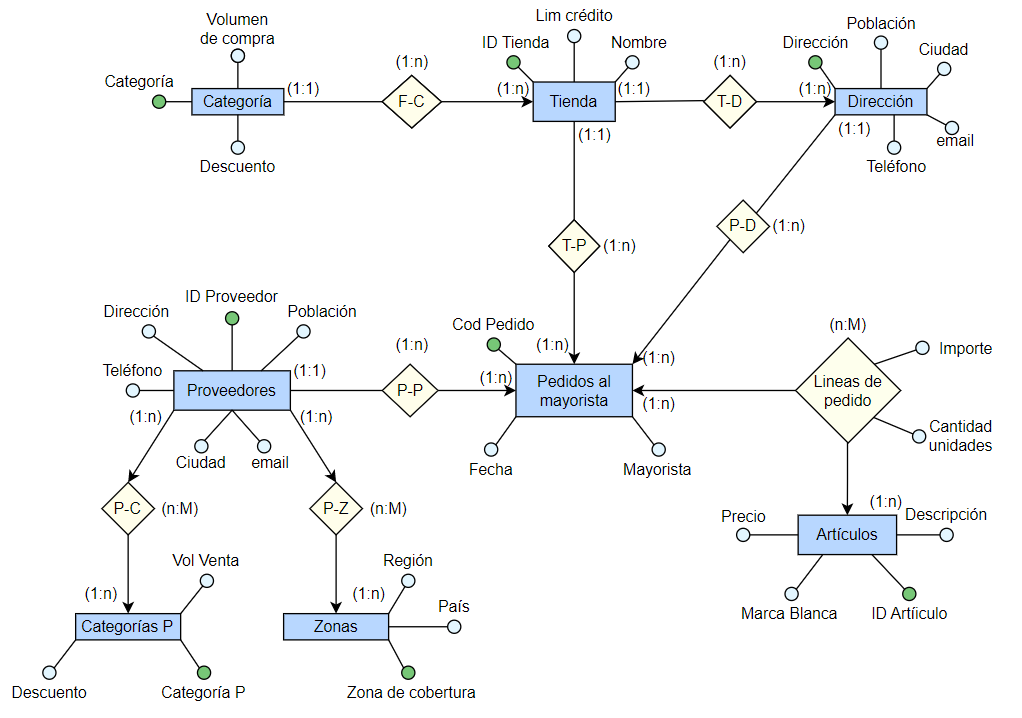 Volumen
de compra
Lim crédito
Población
ID Tienda
Nombre
Dirección
Ciudad
(1:n)
(1:n)
Categoría
(1:1)
(1:n)
(1:1)
(1:n)
Categoría
F-C
Tienda
T-D
Dirección
(1:1)
(1:1)
email
Descuento
Teléfono
P-D
(1:n)
T-P
(1:n)
ID Proveedor
Dirección
Población
Cod Pedido
(n:M)
(1:n)
(1:n)
(1:n)
Importe
Teléfono
(1:1)
(1:n)
Proveedores
P-P
Pedidos al
mayorista
Lineas de
pedido
(1:n)
(1:n)
(1:n)
Cantidad
unidades
Ciudad
email
Fecha
Mayorista
P-C
(n:M)
P-Z
(n:M)
(1:n)
Precio
Descripción
Artículos
Vol Venta
Región
(1:n)
(1:n)
País
Marca Blanca
ID Artíiculo
Categorías P
Zonas
Descuento
Categoría P
Zona de cobertura